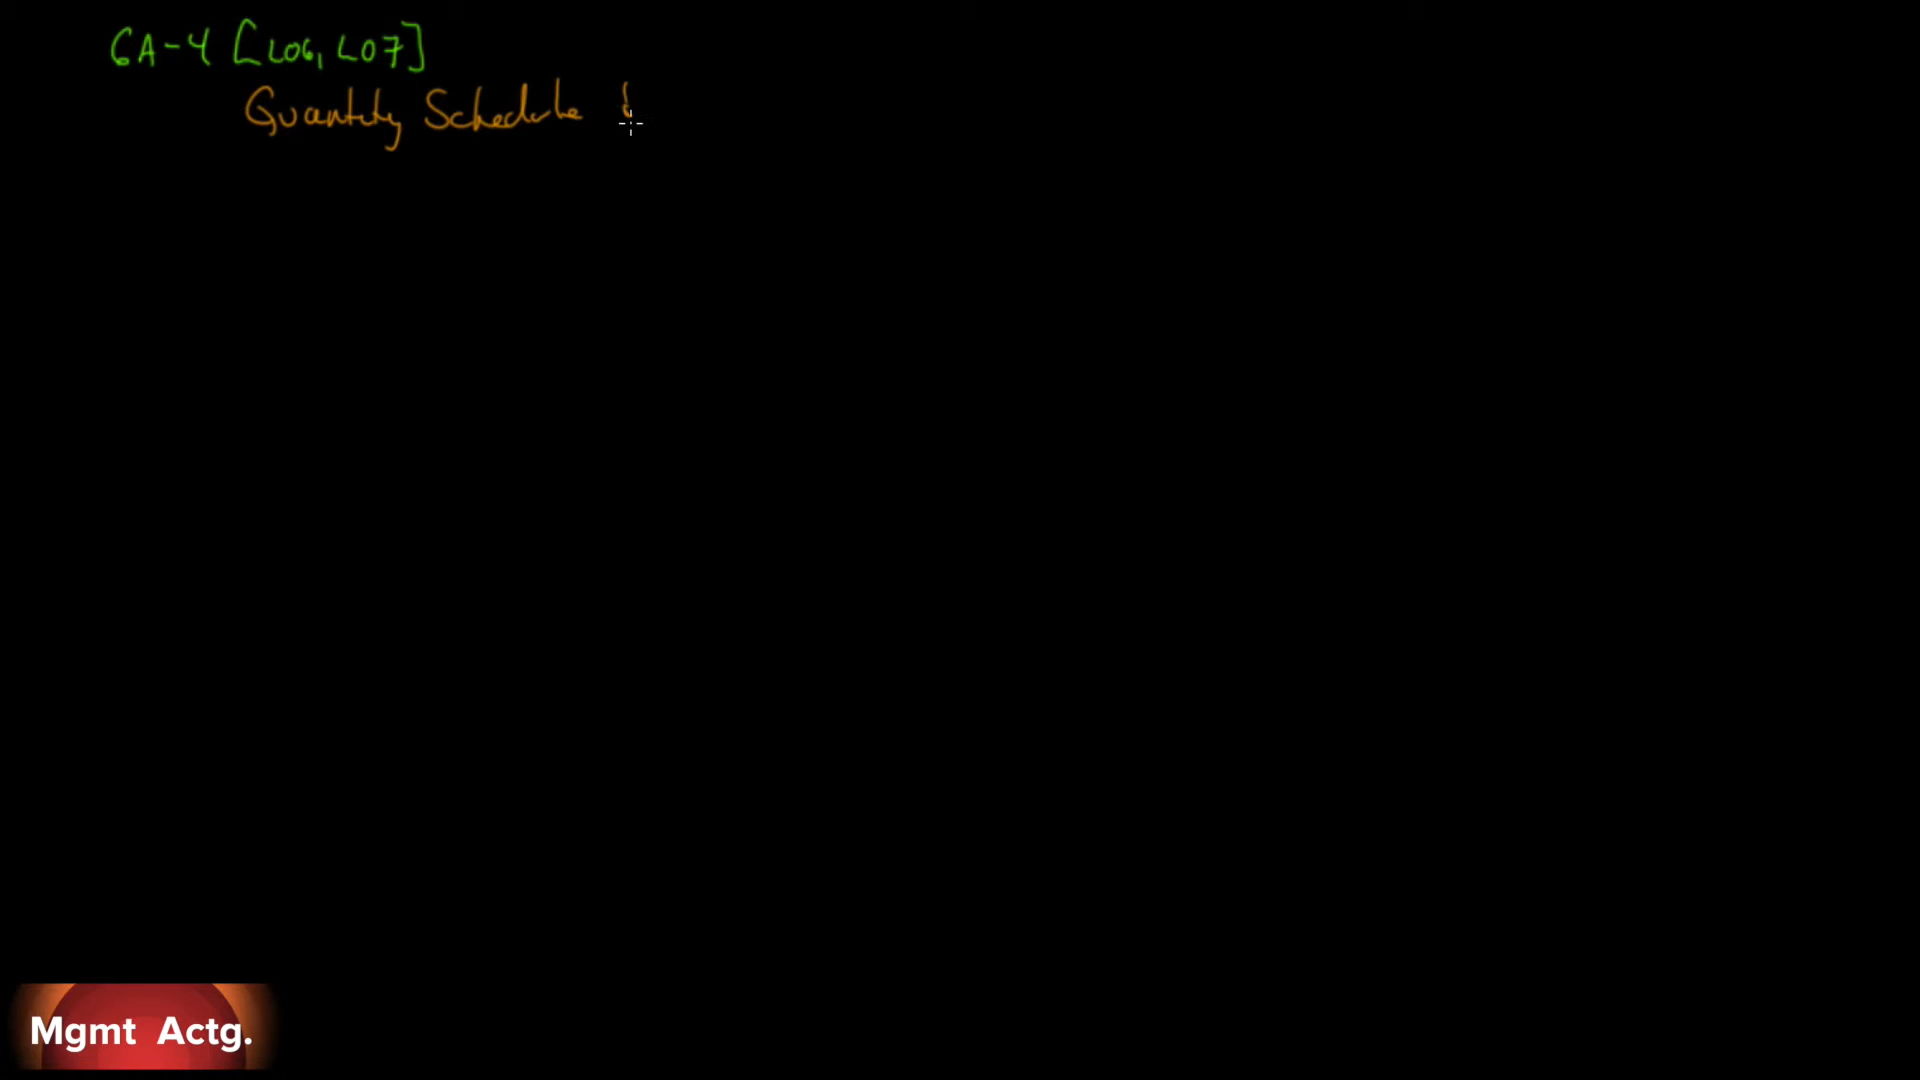 6A-4 [LO6, LO7]
Quantity Schedule
Mgmt Actg.